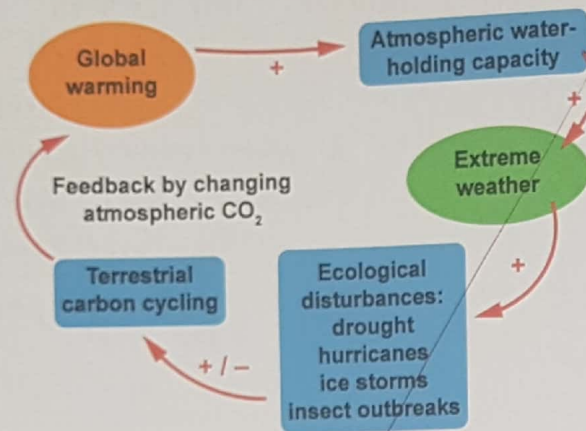 Global
warming
+
Atmospheric water-
holding capacity
+
Extreme
weather
+
Feedback by changing
atmospheric CO₂
Terrestrial
carbon cycling
+ / −
Ecological
disturbances:
drought
hurricanes
ice storms
insect outbreaks